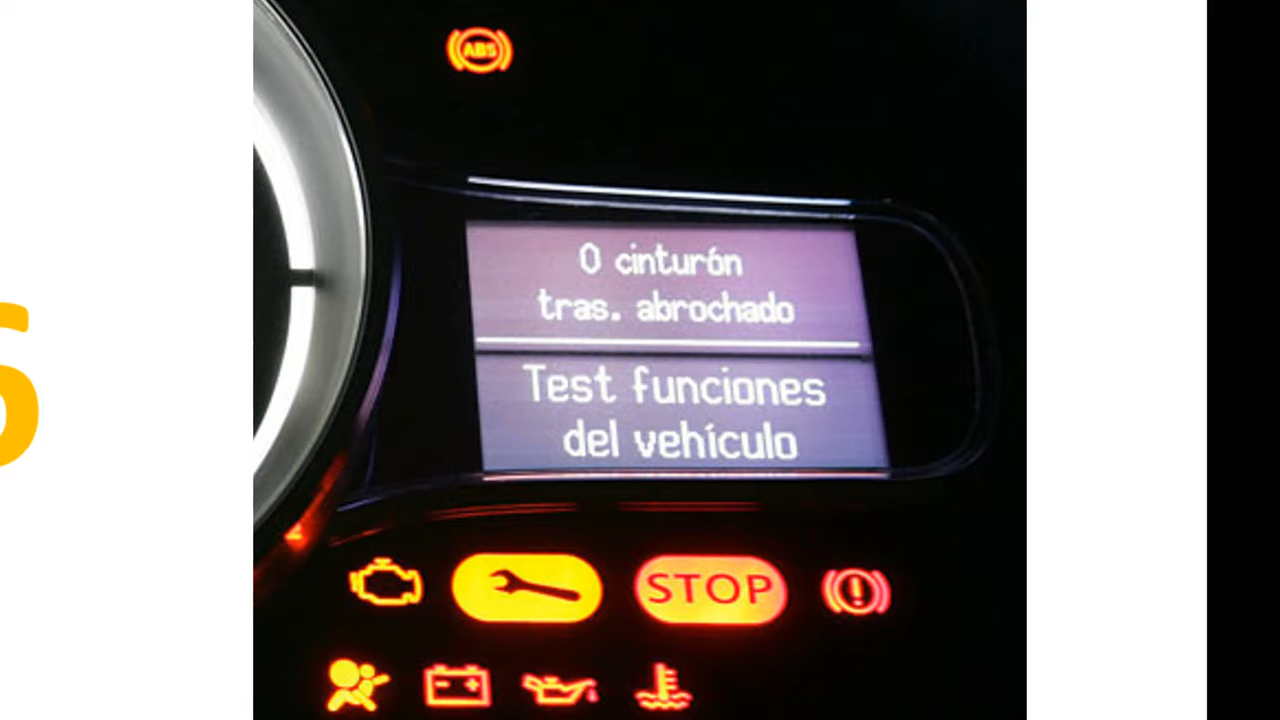 ABS
0 cinturón
tras. abrochado
Test funciones
del vehículo
STOP